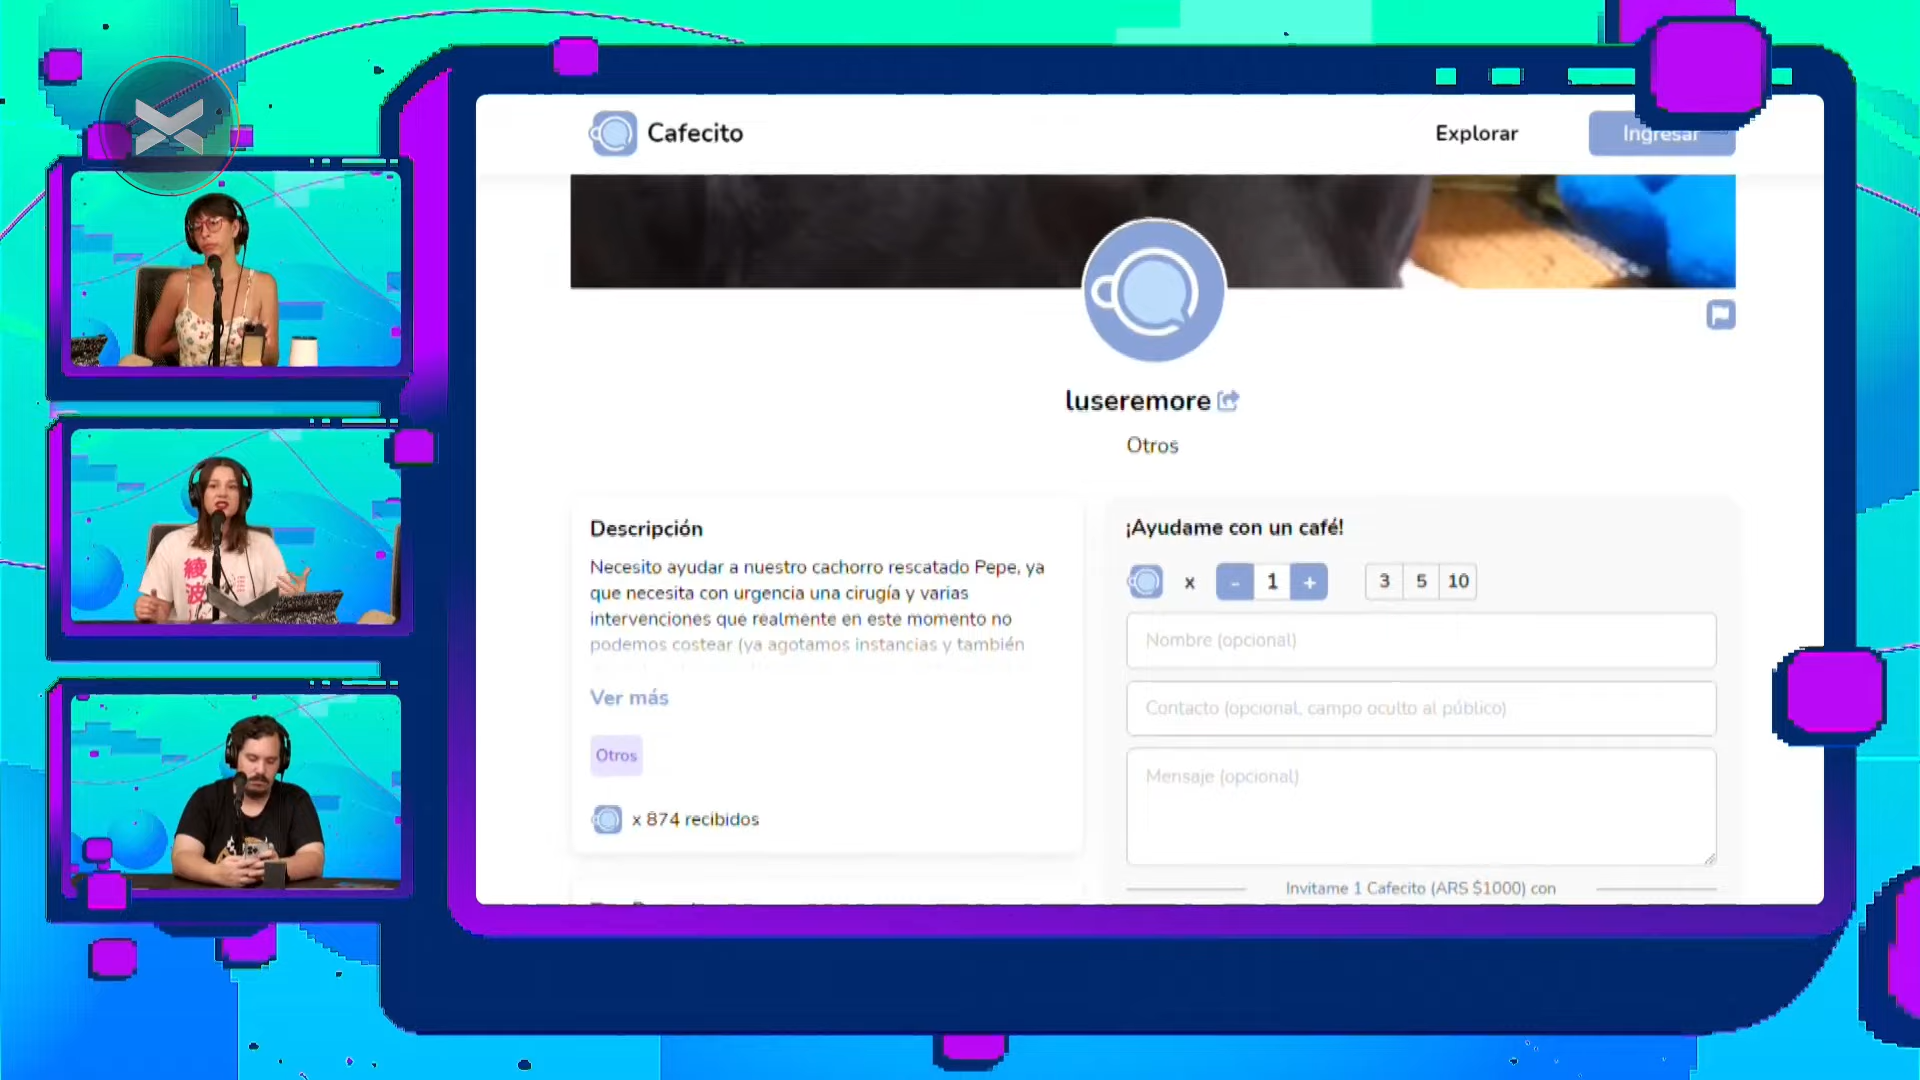 Cafecito
Explorar
Ingresar
luseremore
Otros
Descripción
Necesito ayudar a nuestro cachorro rescatado Pepe, ya
que necesita con urgencia una cirugía y varias
intervenciones que realmente en este momento no
podemos costear (ya agotamos instancias y también
Ver más
Otros
x 874 recibidos
¡Ayudame con un café!
x - 1 + 3 5 10
Nombre (opcional)
Contacto (opcional, campo oculto al público)
Mensaje (opcional)
Invitame 1 Cafecito (ARS $1000) con
綾
波